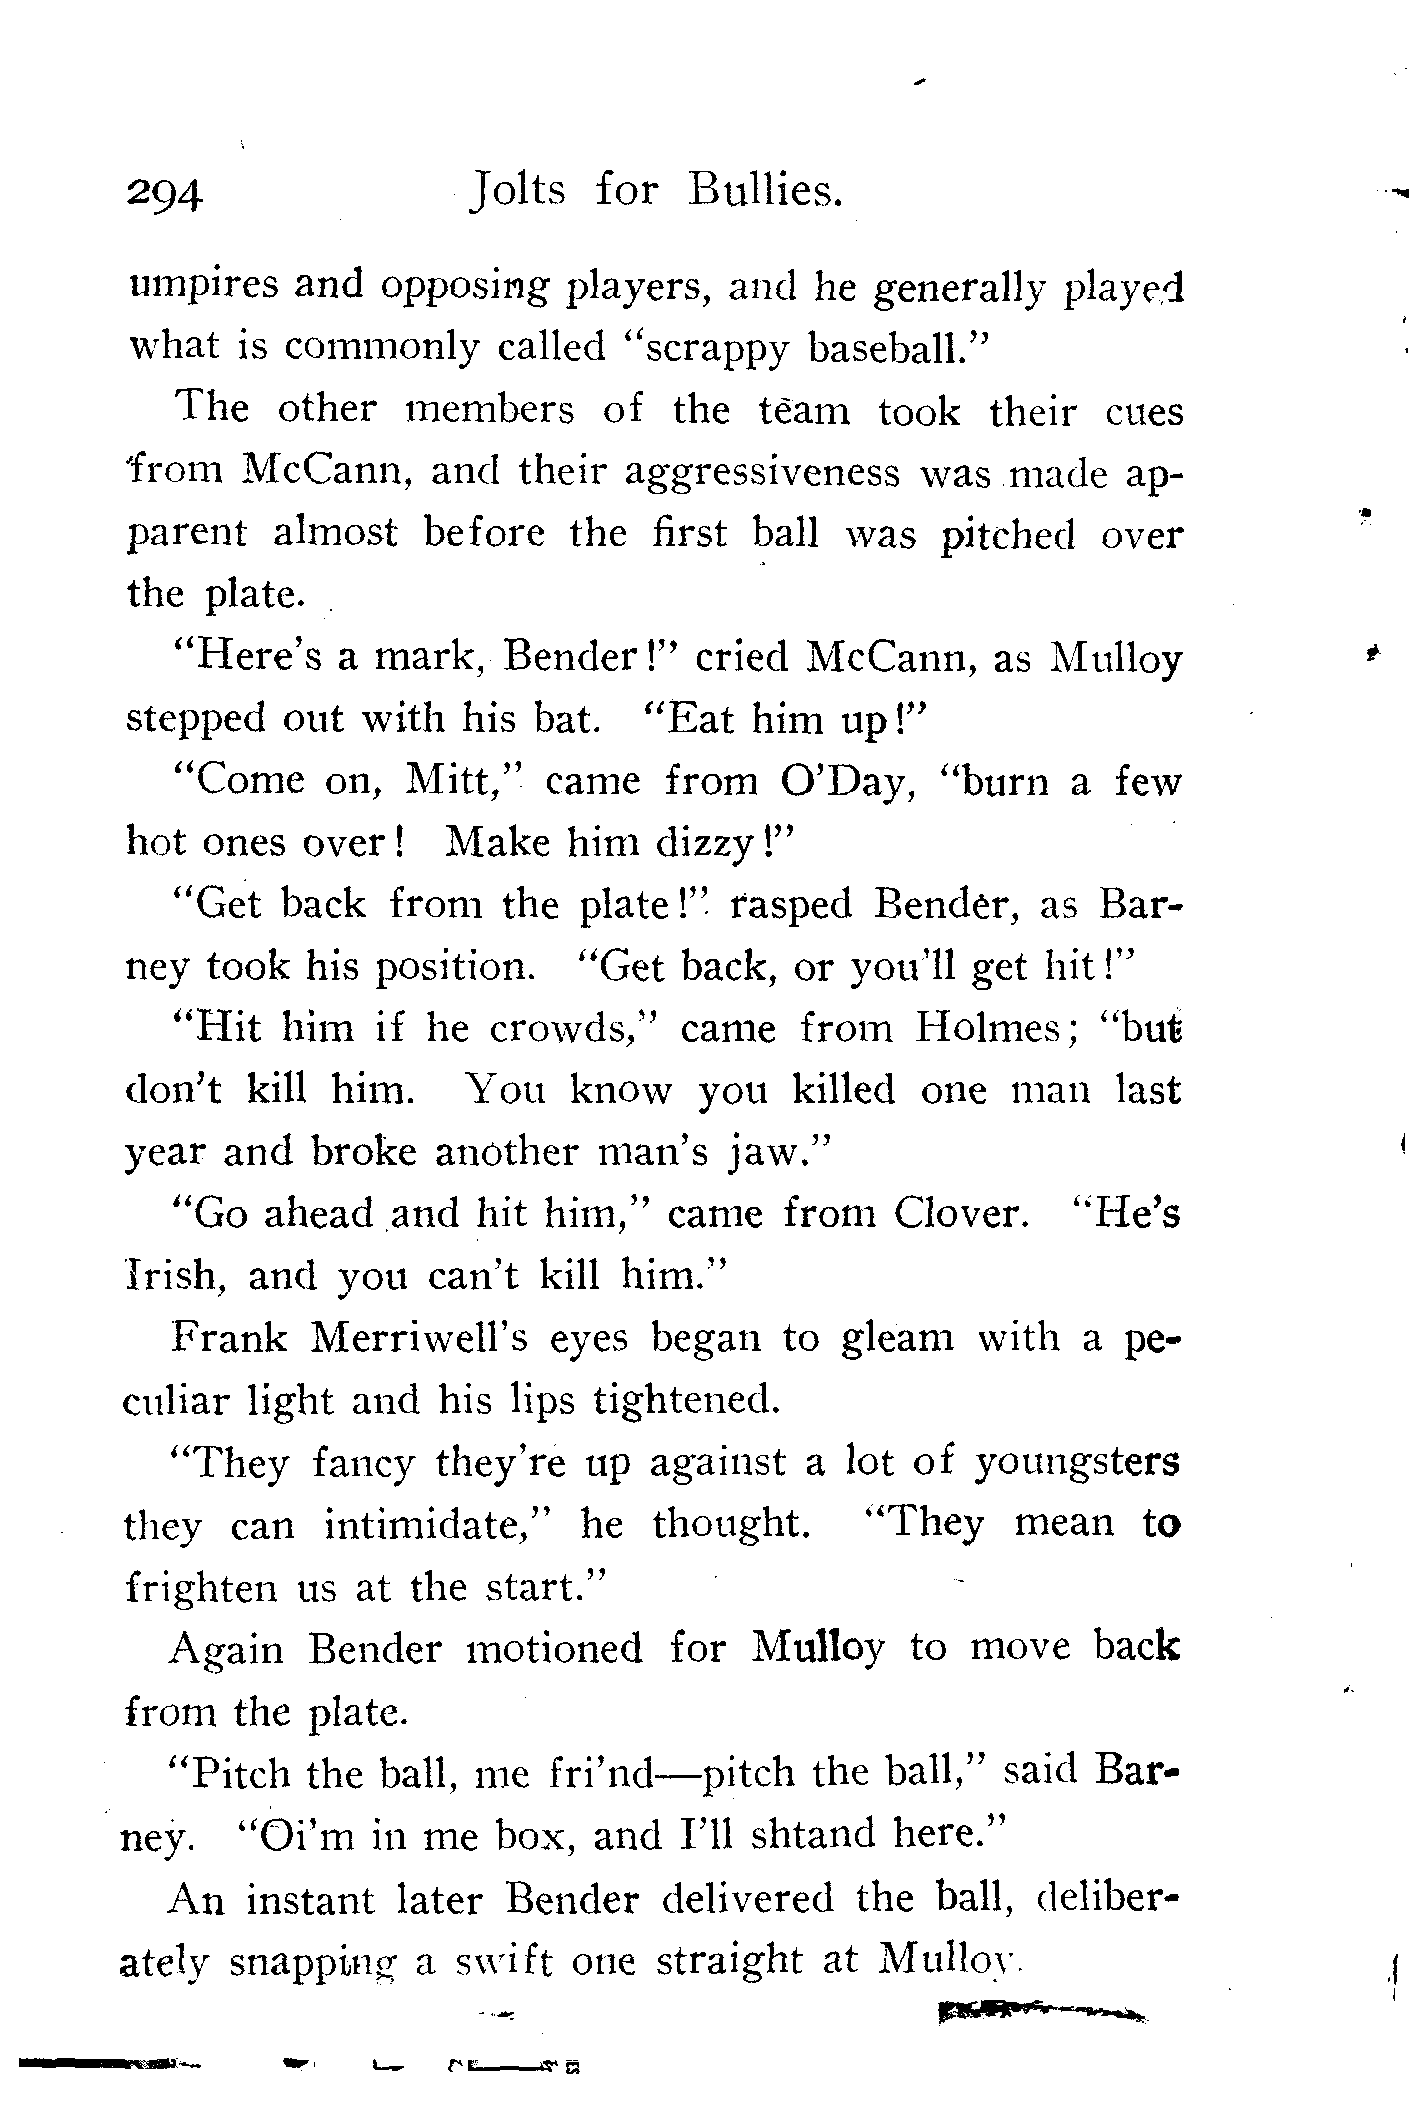 294 Jolts for Bullies.
umpires and opposing players, and he generally played
what is commonly called "scrappy baseball."
The other members of the team took their cues
from McCann, and their aggressiveness was made ap-
parent almost before the first ball was pitched over
the plate.
"Here's a mark, Bender!" cried McCann, as Mulloy
stepped out with his bat. "Eat him up!"
"Come on, Mitt," came from O'Day, "burn a few
hot ones over! Make him dizzy!"
"Get back from the plate!" rasped Bender, as Bar-
ney took his position. "Get back, or you'll get hit!"
"Hit him if he crowds," came from Holmes; "but
don't kill him. You know you killed one man last
year and broke another man's jaw."
"Go ahead and hit him," came from Clover. "He's
Irish, and you can't kill him."
Frank Merriwell's eyes began to gleam with a pe-
culiar light and his lips tightened.
"They fancy they're up against a lot of youngsters
they can intimidate," he thought. "They mean to
frighten us at the start."
Again Bender motioned for Mulloy to move back
from the plate.
"Pitch the ball, me fri'nd—pitch the ball," said Bar-
ney. "Oi'm in me box, and I'll shtand here."
An instant later Bender delivered the ball, deliber-
ately snapping a swift one straight at Mulloy.